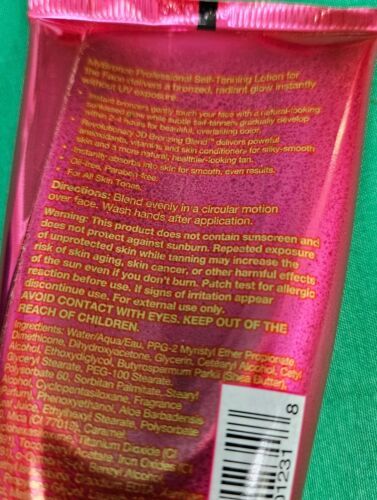 MyBronze Professional Self-Tanning Lotion for
the Face delivers a bronzed, radiant glow instantly
without UV exposure.
• Instant bronzers gently touch your face with a natural-looking
sunkissed glow while subtle self-tanners gradually develop
within 2-4 hours for beautiful, everlasting color.
• Revolutionary 3D Bronzing Blend™ delivers powerful
antioxidants, vitamins and skin conditioners for silky-smooth
skin and a more natural, healthier-looking tan.
• Instantly absorbs into skin for smooth, even results.
• Oil-free, Paraben-free.
• For All Skin Tones.
Directions: Blend evenly in a circular motion
over face. Wash hands after application.
Warning: This product does not contain sunscreen and
does not protect against sunburn. Repeated exposure
of unprotected skin while tanning may increase the
risk of skin aging, skin cancer, or other harmful effects
of the sun even if you don't burn. Patch test for allergic
reaction before use. If signs of irritation appear
discontinue use. For external use only.
AVOID CONTACT WITH EYES. KEEP OUT OF THE
REACH OF CHILDREN.
Ingredients: Water/Aqua/Eau, PPG-2 Myristyl Ether Propionate,
Dimethicone, Dihydroxyacetone, Glycerin, Cetearyl Alcohol, Cetyl
Alcohol, Ethoxydiglycol, Butyrospermum Parkii (Shea Butter),
Glyceryl Stearate, PEG-100 Stearate,
Polysorbate 60, Sorbitan Palmitate, Stearyl
Alcohol, Cyclopentasiloxane, Fragrance
Phenoxyethanol, Aloe Barbadensis
Juice, Ethylhexyl Stearate, Polysorbate
(CI 77019), Caramel,
Titanium Dioxide (CI
Iron Oxides (CI
Benzyl Alcohol
01231 8